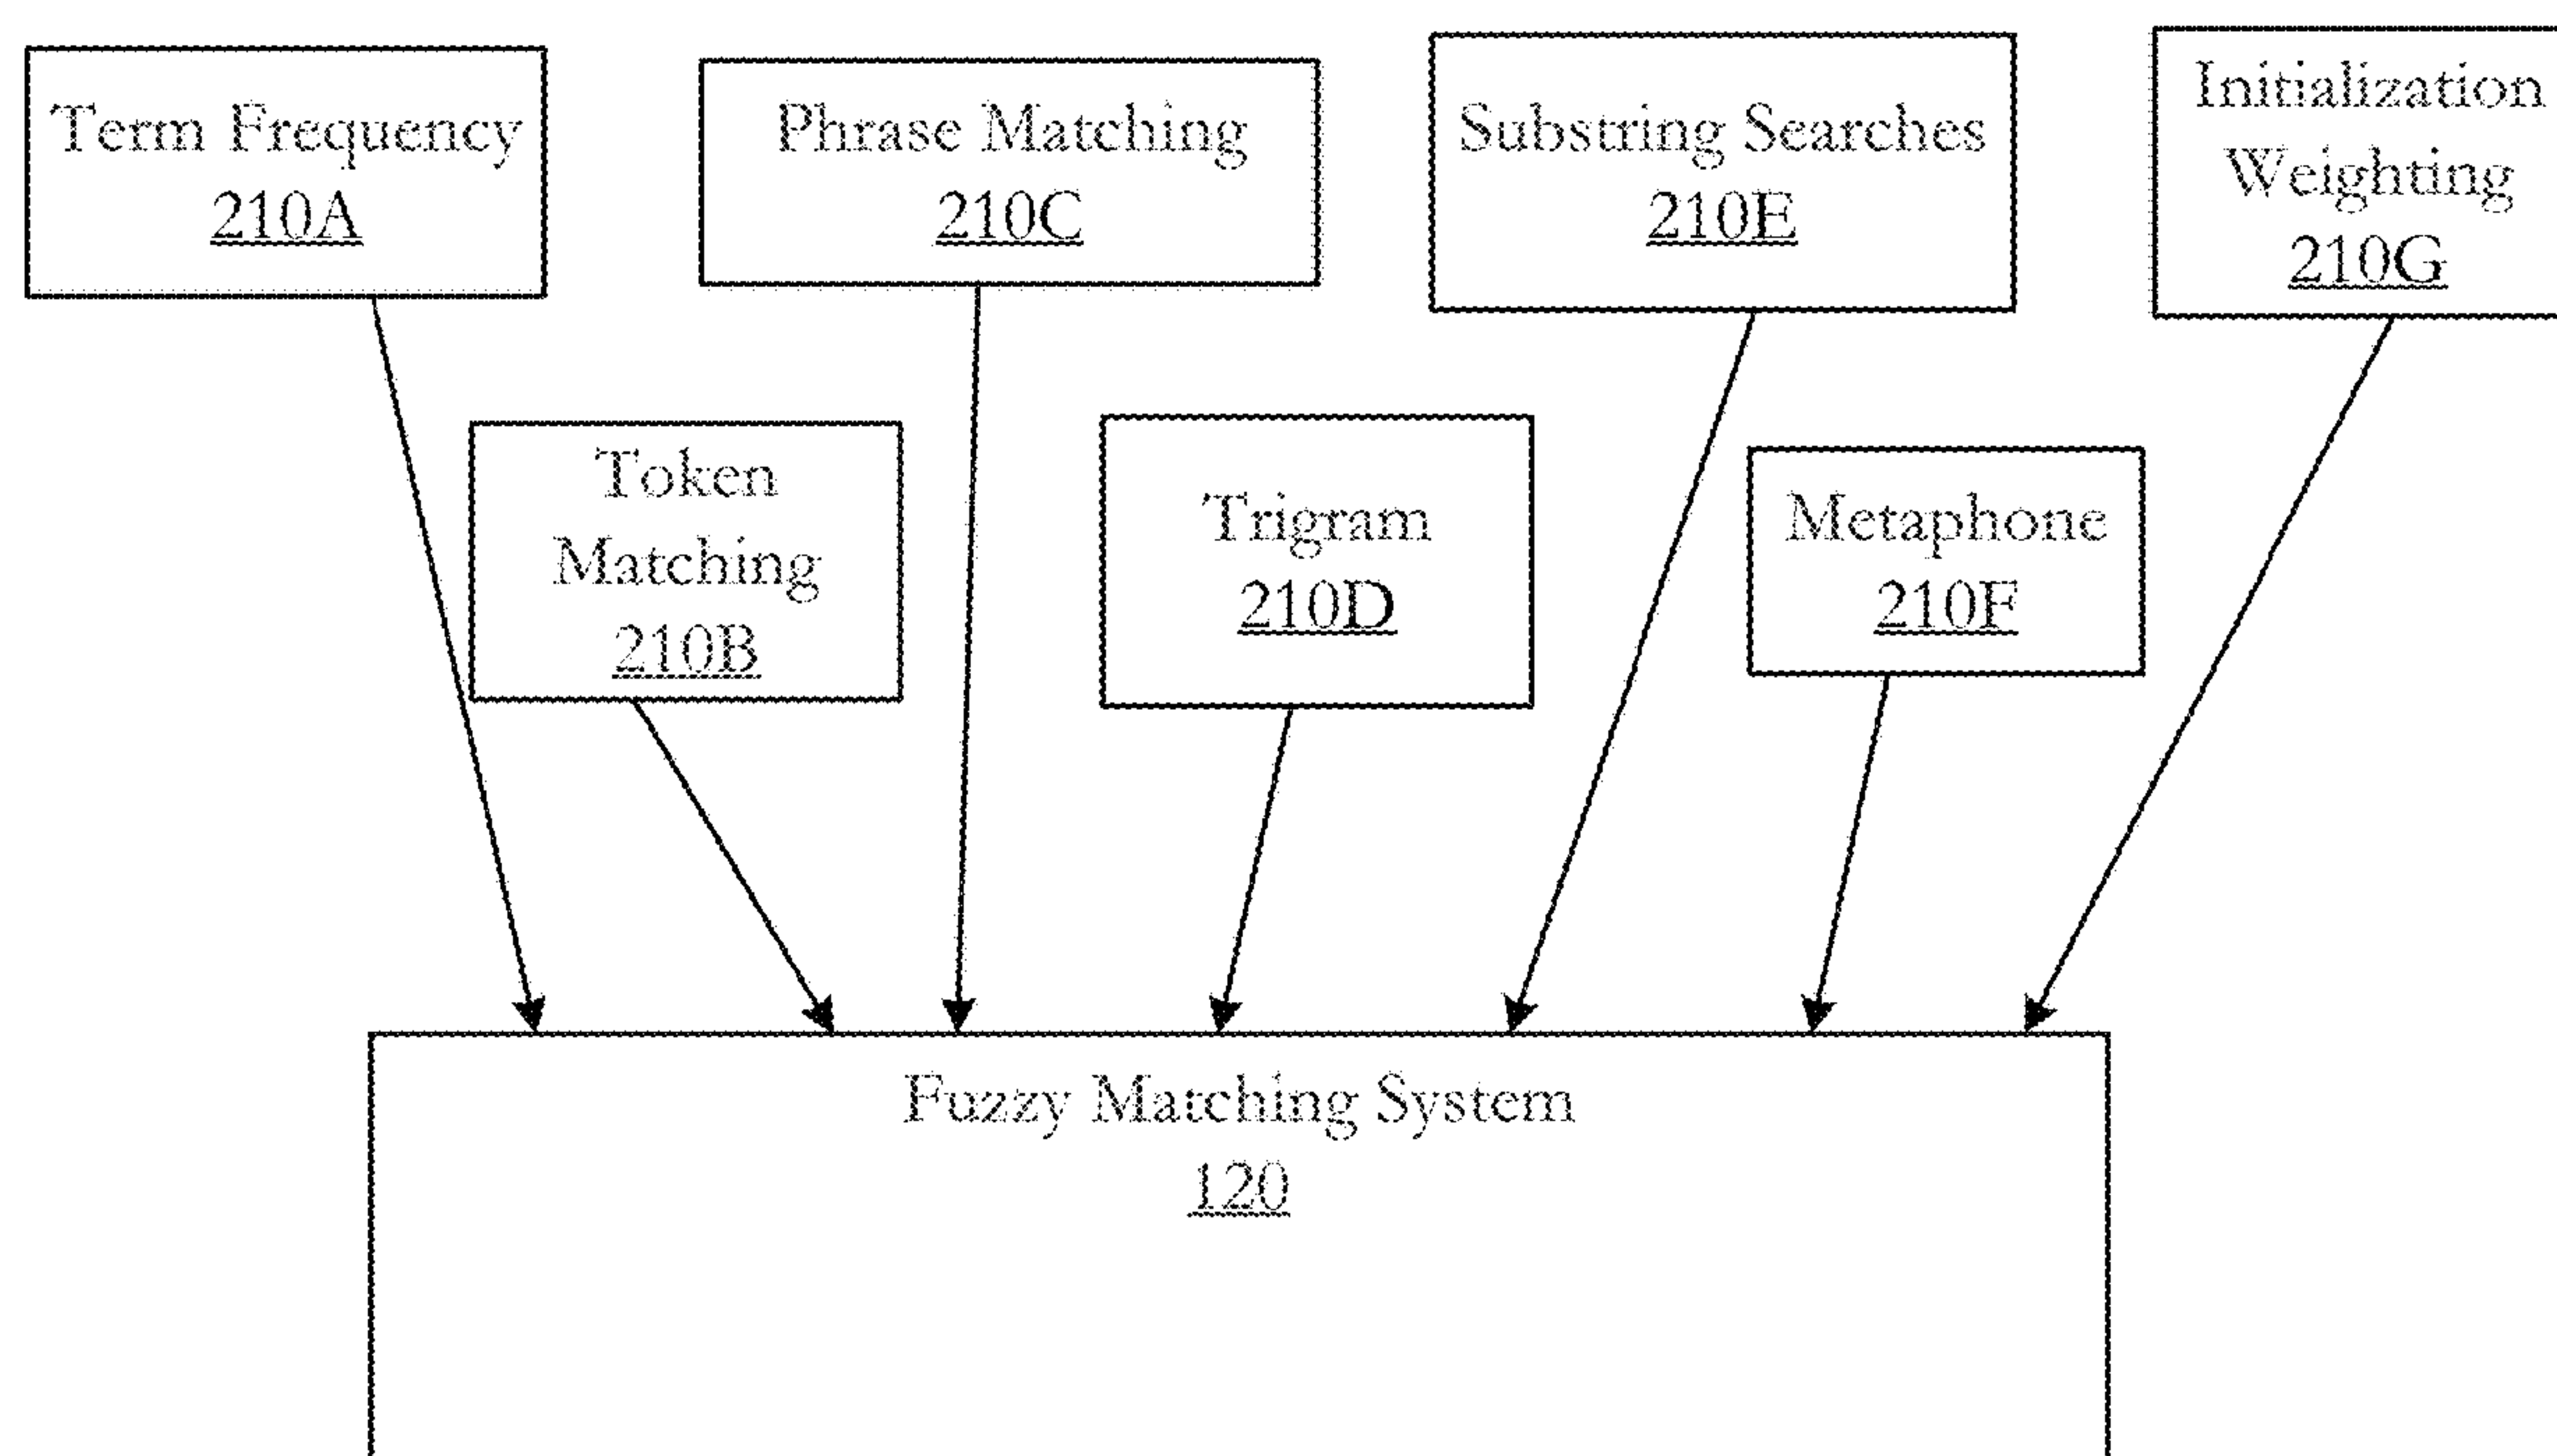 Term Frequency
210A
Phrase Matching
210C
Substring Searches
210E
Initialization
Weighting
210G
Token
Matching
210B
Trigram
210D
Metaphone
210F
Fuzzy Matching System
120